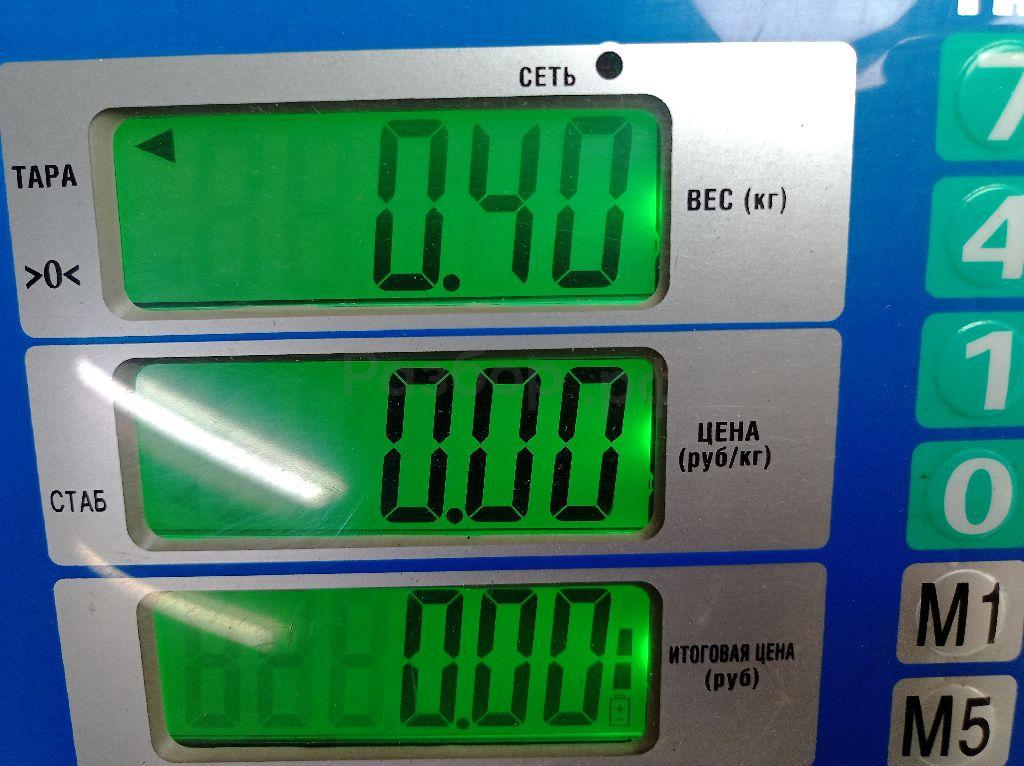 СЕТЬ
ТАРА
0.40
ВЕС (кг)
>0<
0.00
ЦЕНА
(руб/кг)
СТАБ
0.00
ИТОГОВАЯ ЦЕНА
(руб)
7
4
1
0
M1
M5